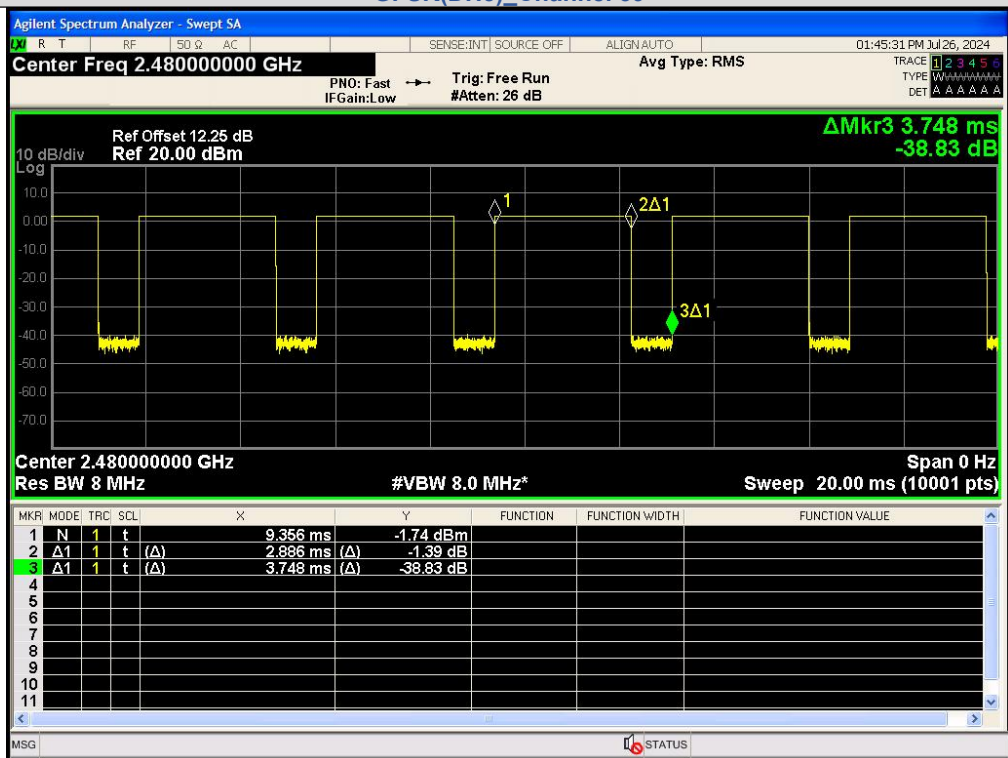 Agilent Spectrum Analyzer - Swept SA
LXI R T RF 50 Ω AC SENSE:INT SOURCE OFF ALIGN AUTO 01:45:31 PM Jul 26, 2024
Center Freq 2.480000000 GHz Avg Type: RMS TRACE 1 2 3 4 5 6
PNO: Fast Trig: Free Run TYPE W
IFGain:Low #Atten: 26 dB DET A A A A A A
ΔMkr3 3.748 ms
Ref Offset 12.25 dB
10 dB/div Ref 20.00 dBm -38.83 dB
Log
10.0
1
2Δ1
0.00
-10.0
-20.0
-30.0
3Δ1
-40.0
-50.0
-60.0
-70.0
Center 2.480000000 GHz Span 0 Hz
Res BW 8 MHz #VBW 8.0 MHz* Sweep 20.00 ms (10001 pts)
MKR MODE TRC SCL X Y FUNCTION FUNCTION WIDTH FUNCTION VALUE
1 N 1 t 9.356 ms -1.74 dBm
2 Δ1 1 t (Δ) 2.886 ms (Δ) -1.39 dB
3 Δ1 1 t (Δ) 3.748 ms (Δ) -38.83 dB
4
5
6
7
8
9
10
11
MSG STATUS